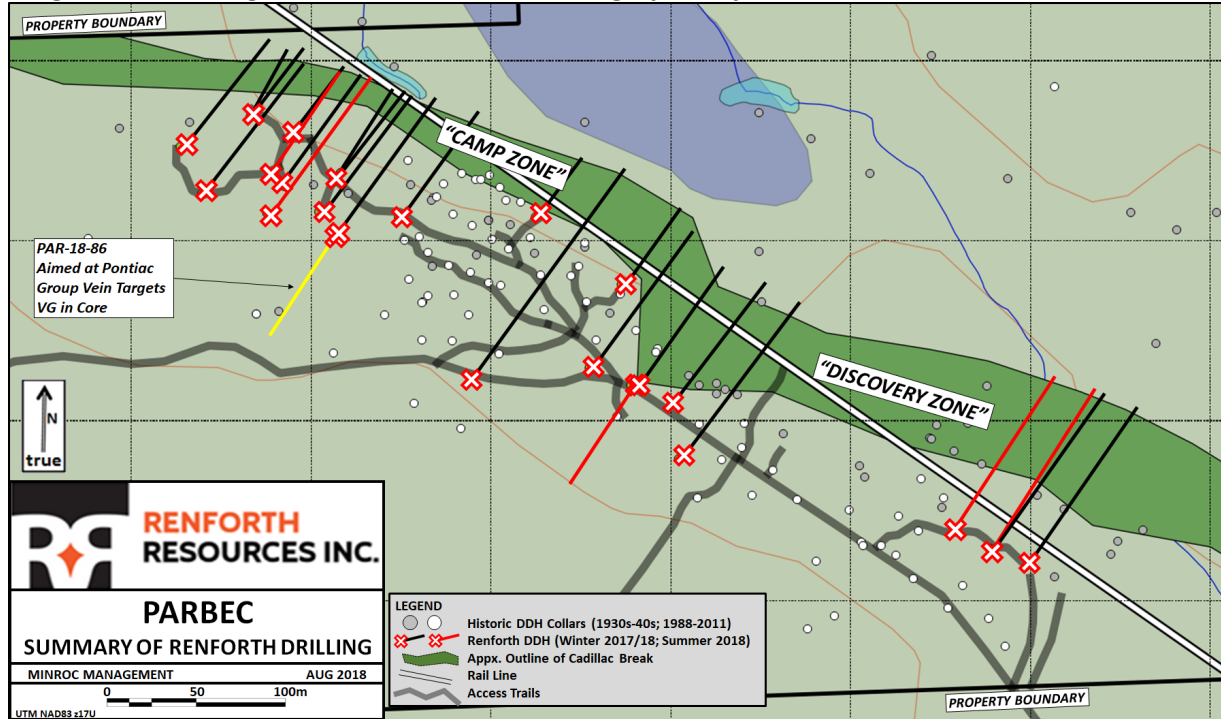 PROPERTY BOUNDARY
"CAMP ZONE"
PAR-18-86
Aimed at Pontiac
Group Vein Targets
VG in Core
"DISCOVERY ZONE"
N
true
RENFORTH
RESOURCES INC.
PARBEC
SUMMARY OF RENFORTH DRILLING
MINROC MANAGEMENT AUG 2018
0 50 100m
UTM NAD83 z17U
LEGEND
Historic DDH Collars (1930s-40s; 1988-2011)
Renforth DDH (Winter 2017/18; Summer 2018)
Appx. Outline of Cadillac Break
Rail Line
Access Trails
PROPERTY BOUNDARY